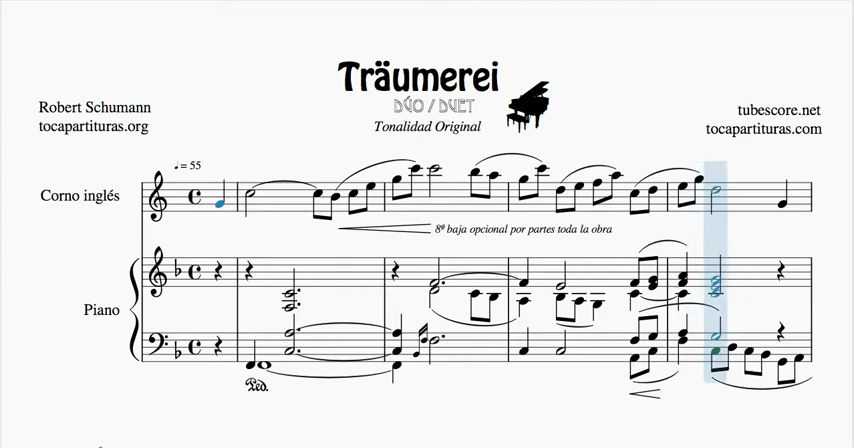 Träumerei
DÚO / DUET
Robert Schumann
tubescore.net
tocapartituras.org
Tonalidad Original
tocapartituras.com
♩ = 55
Corno inglés
8ª baja opcional por partes toda la obra
Piano
Ped.